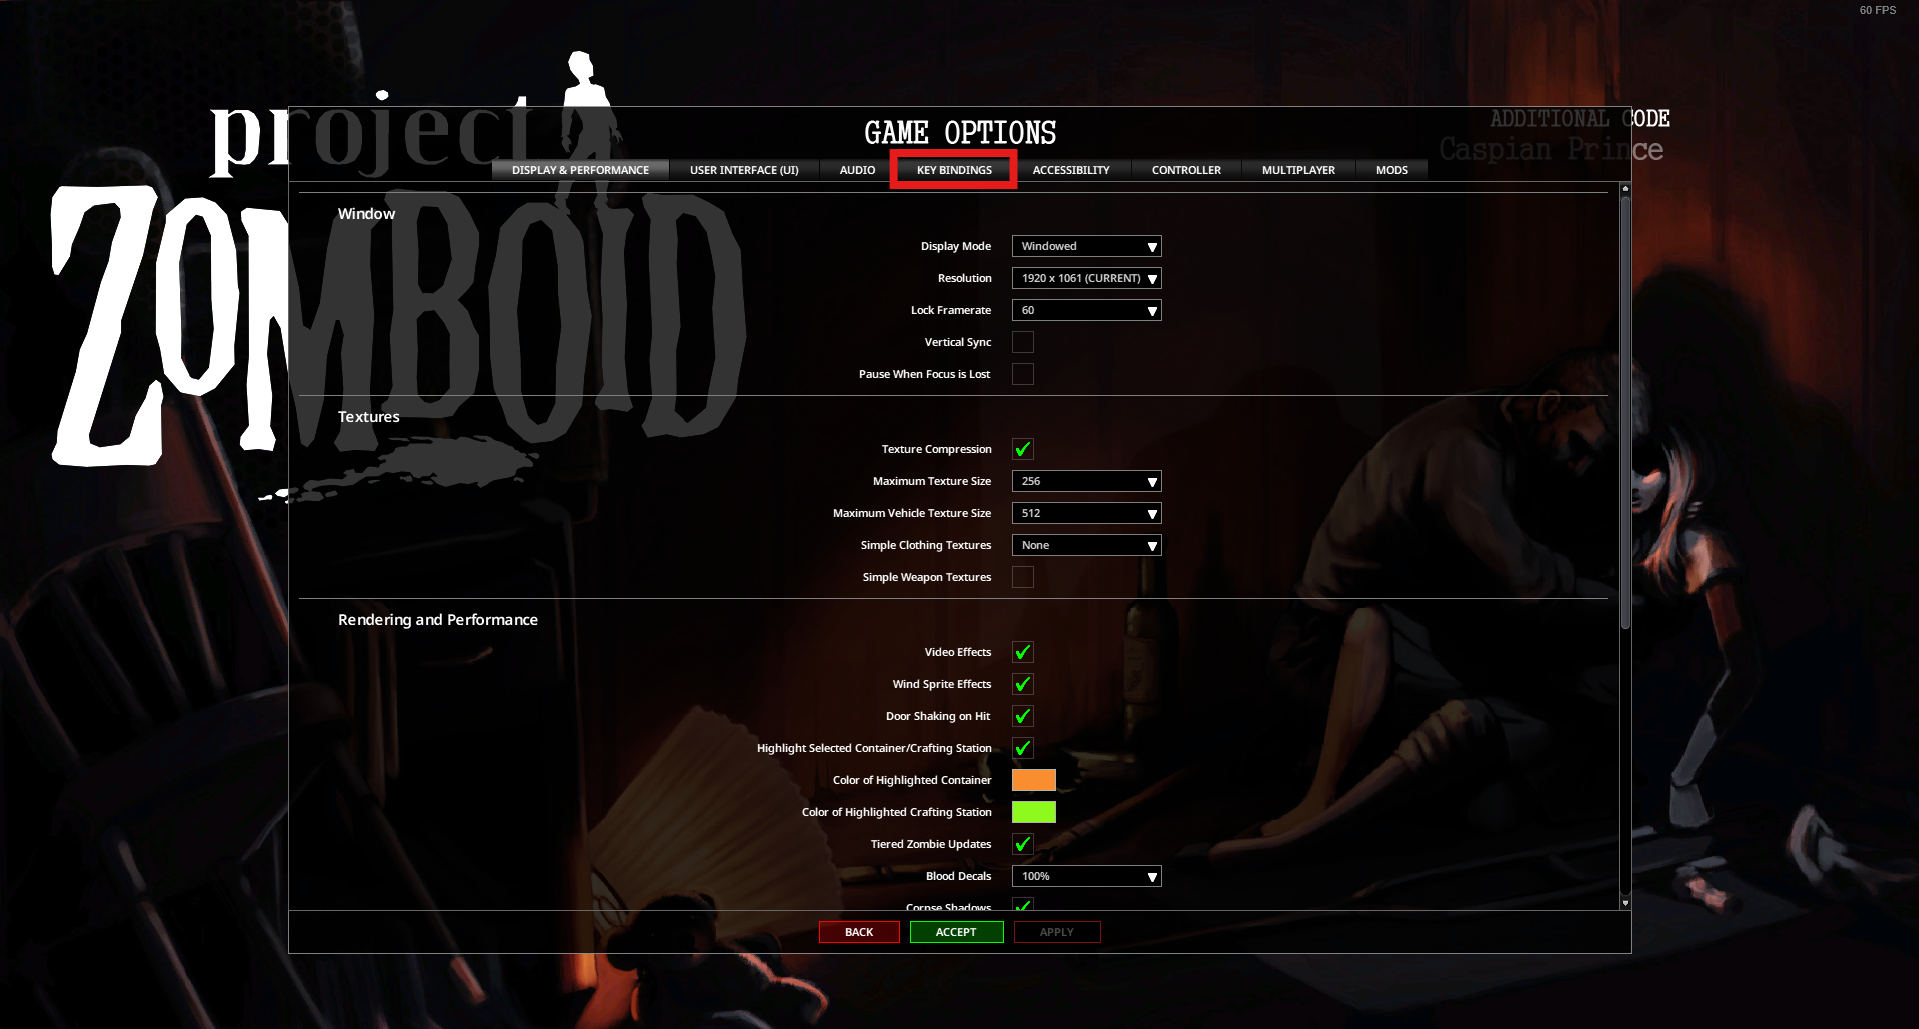 60 FPS
project
ZOMBOID
ADDITIONAL CODE
Caspian Prince
GAME OPTIONS
DISPLAY & PERFORMANCE USER INTERFACE (UI) AUDIO KEY BINDINGS ACCESSIBILITY CONTROLLER MULTIPLAYER MODS
Window
Display Mode Windowed
Resolution 1920 x 1061 (CURRENT)
Lock Framerate 60
Vertical Sync
Pause When Focus is Lost
Textures
Texture Compression
Maximum Texture Size 256
Maximum Vehicle Texture Size 512
Simple Clothing Textures None
Simple Weapon Textures
Rendering and Performance
Video Effects
Wind Sprite Effects
Door Shaking on Hit
Highlight Selected Container/Crafting Station
Color of Highlighted Container
Color of Highlighted Crafting Station
Tiered Zombie Updates
Blood Decals 100%
Corpse Shadows
BACK ACCEPT APPLY